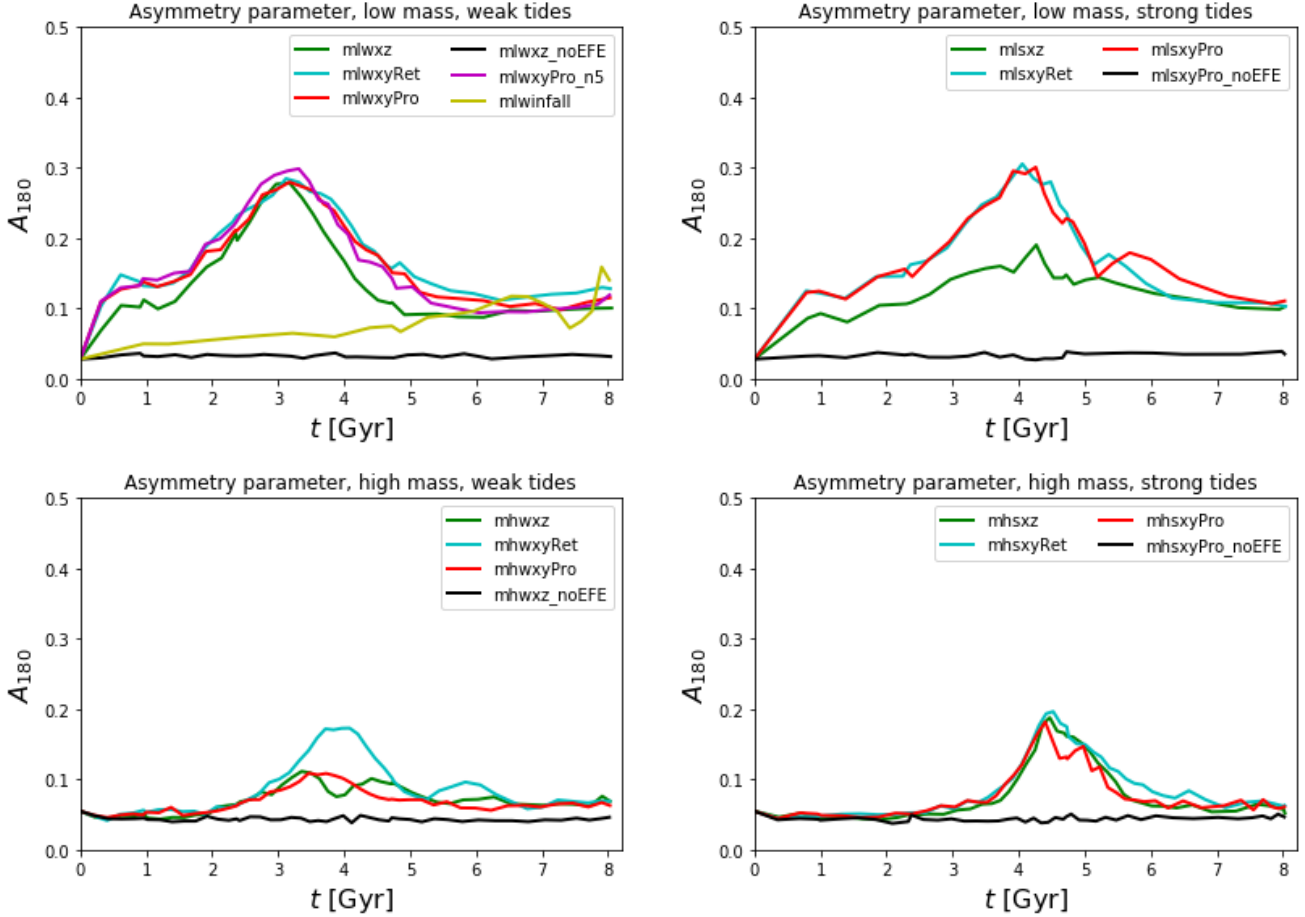 Asymmetry parameter, low mass, weak tides
0.5
0.4
0.3
0.2
0.1
0.0
A180
mlwxz
mlwxyRet
mlwxyPro
mlwxz_noEFE
mlwxyPro_n5
mlwinfall
0 1 2 3 4 5 6 7 8
t [Gyr]
Asymmetry parameter, low mass, strong tides
0.5
0.4
0.3
0.2
0.1
0.0
A180
mlsxz
mlsxyRet
mlsxyPro
mlsxyPro_noEFE
0 1 2 3 4 5 6 7 8
t [Gyr]
Asymmetry parameter, high mass, weak tides
0.5
0.4
0.3
0.2
0.1
0.0
A180
mhwxz
mhwxyRet
mhwxyPro
mhwxz_noEFE
0 1 2 3 4 5 6 7 8
t [Gyr]
Asymmetry parameter, high mass, strong tides
0.5
0.4
0.3
0.2
0.1
0.0
A180
mhsxz
mhsxyRet
mhsxyPro
mhsxyPro_noEFE
0 1 2 3 4 5 6 7 8
t [Gyr]